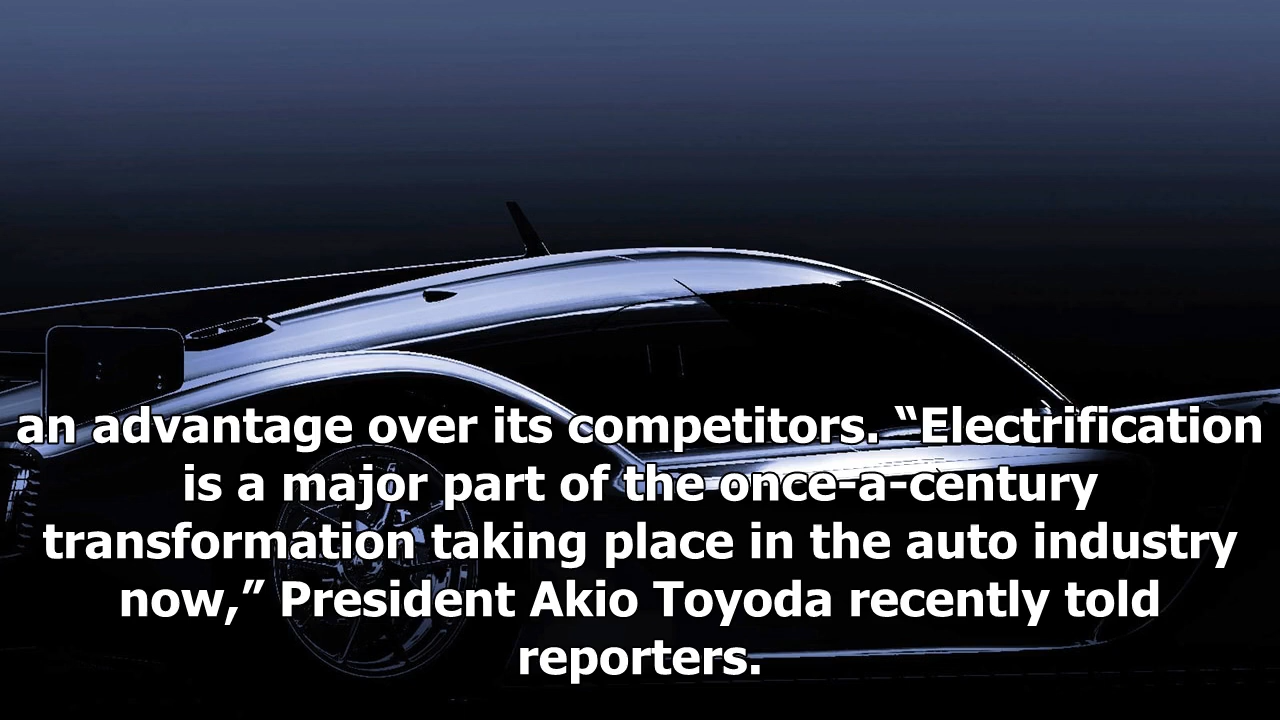 an advantage over its competitors. “Electrification
is a major part of the once-a-century
transformation taking place in the auto industry
now,” President Akio Toyoda recently told
reporters.